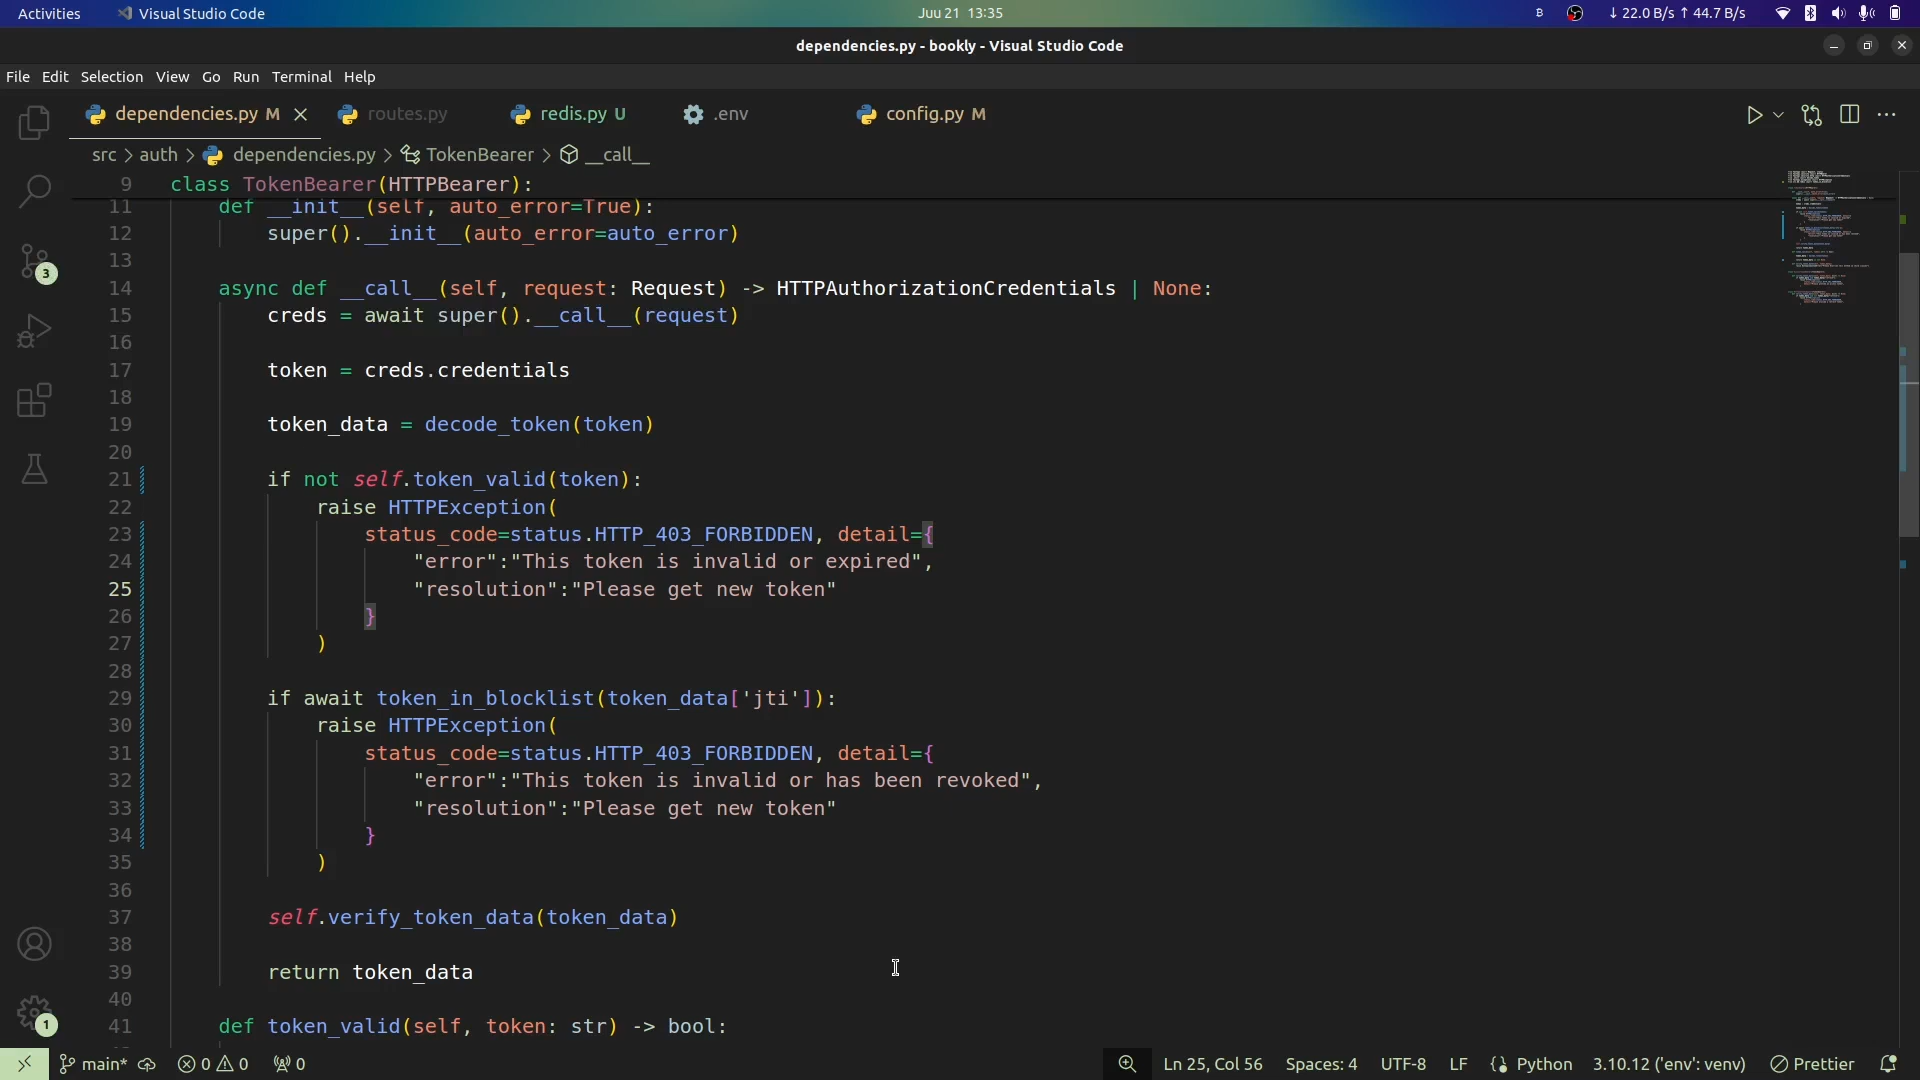 Activities Visual Studio Code Juu 21 13:35 ↓ 22.0 B/s ↑ 44.7 B/s
dependencies.py - bookly - Visual Studio Code
File Edit Selection View Go Run Terminal Help
dependencies.py M routes.py redis.py U .env config.py M
src > auth > dependencies.py > TokenBearer > __call__
9 class TokenBearer(HTTPBearer):
11 def __init__(self, auto_error=True):
12 super().__init__(auto_error=auto_error)
13
14 async def __call__(self, request: Request) -> HTTPAuthorizationCredentials | None:
15 creds = await super().__call__(request)
16
17 token = creds.credentials
18
19 token_data = decode_token(token)
20
21 if not self.token_valid(token):
22 raise HTTPException(
23 status_code=status.HTTP_403_FORBIDDEN, detail={
24 "error":"This token is invalid or expired",
25 "resolution":"Please get new token"
26 }
27 )
28
29 if await token_in_blocklist(token_data['jti']):
30 raise HTTPException(
31 status_code=status.HTTP_403_FORBIDDEN, detail={
32 "error":"This token is invalid or has been revoked",
33 "resolution":"Please get new token"
34 }
35 )
36
37 self.verify_token_data(token_data)
38
39 return token_data
40
41 def token_valid(self, token: str) -> bool:
3
1
main* 0 0 0 Ln 25, Col 56 Spaces: 4 UTF-8 LF Python 3.10.12 ('env': venv) Prettier